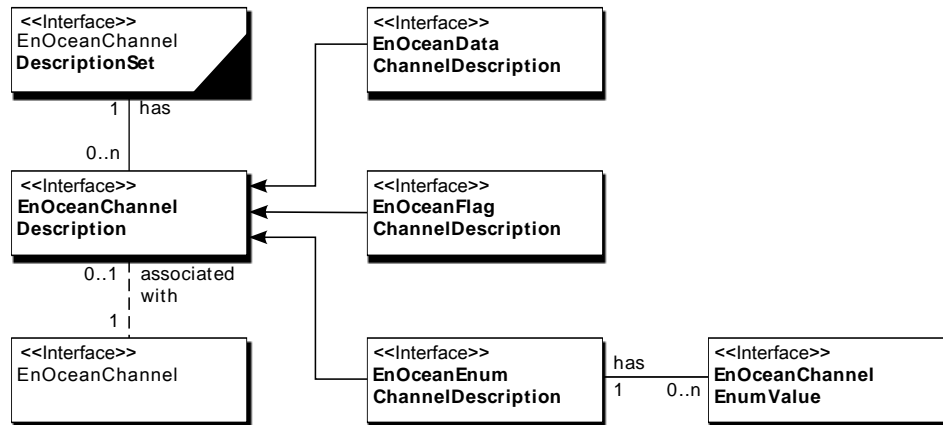 <<Interface>>
EnOceanChannel
DescriptionSet
<<Interface>>
EnOceanData
ChannelDescription
1
has
0..n
<<Interface>>
EnOceanChannel
Description
<<Interface>>
EnOceanFlag
ChannelDescription
0..1
associated
with
1
<<Interface>>
EnOceanChannel
<<Interface>>
EnOceanEnum
ChannelDescription
has
1
0..n
<<Interface>>
EnOceanChannel
EnumValue